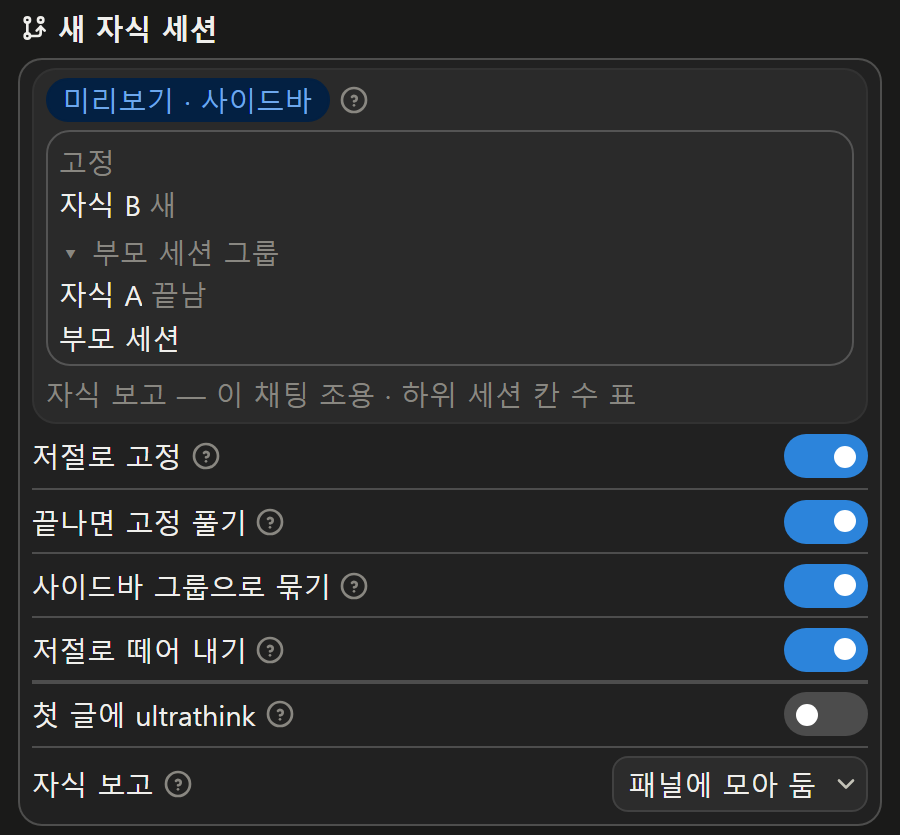 새 자식 세션
미리보기 · 사이드바
고정
자식 B 새
▼ 부모 세션 그룹
자식 A 끝남
부모 세션
자식 보고 — 이 채팅 조용 · 하위 세션 칸 수 표
저절로 고정
끝나면 고정 풀기
사이드바 그룹으로 묶기
저절로 떼어 내기
첫 글에 ultrathink
자식 보고 패널에 모아 둠